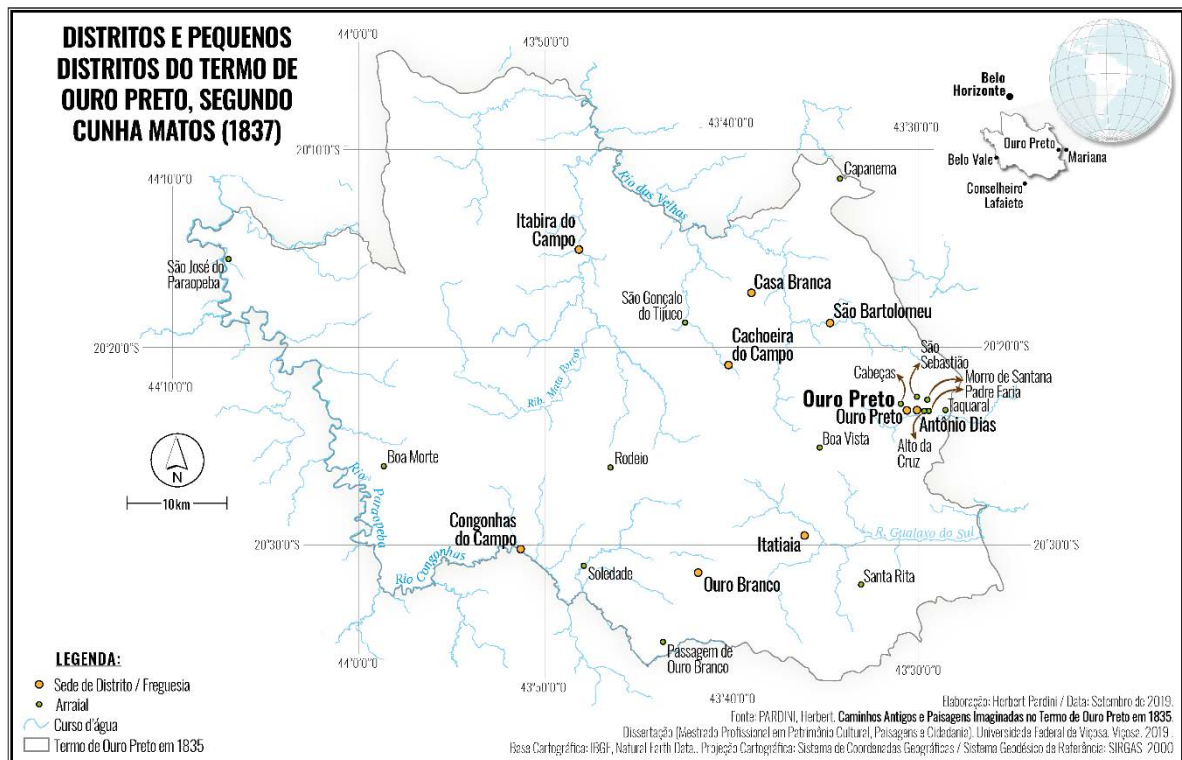 DISTRITOS E PEQUENOS
DISTRITOS DO TERMO DE
OURO PRETO, SEGUNDO
CUNHA MATOS (1837)
44°0'0"O
43°50'0"O
43°40'0"O
43°30'0"O
Belo
Horizonte
Ouro Preto
Mariana
Belo Vale
Conselheiro
Lafaiete
20°10'0"S
44°10'0"O
Capanema
Rio das Velhas
Itabira do
Campo
São José do
Paraopeba
Casa Branca
São Gonçalo
do Tijuco
São Bartolomeu
Cachoeira
do Campo
20°20'0"S
20°20'0"S
São
Sebastião
Cabeças
44°10'0"O
Morro de Santana
Padre Faria
Rib. Mata Porcos
Ouro Preto
Taquaral
Ouro Preto
Antônio Dias
Boa Vista
Alto da
Cruz
Boa Morte
Rodeio
N
10km
Rio Paraopeba
Congonhas
do Campo
Itatiaia
R. Gualaxo do Sul
20°30'0"S
20°30'0"S
Rio Congonhas
Soledade
Ouro Branco
Santa Rita
Passagem de
Ouro Branco
44°0'0"O
43°50'0"O
43°40'0"O
43°30'0"O
LEGENDA:
Sede de Distrito / Freguesia
Arraial
Curso d'água
Termo de Ouro Preto em 1835
Elaboração: Herbert Pardini / Data: Setembro de 2019.
Fonte: PARDINI, Herbert. Caminhos Antigos e Paisagens Imaginadas no Termo de Ouro Preto em 1835.
Dissertação (Mestrado Profissional em Patrimônio Cultural, Paisagens e Cidadania). Universidade Federal de Viçosa. Viçosa. 2019.
Base Cartográfica: IBGE, Natural Earth Data.. Projeção Cartográfica: Sistema de Coordenadas Geográficas / Sistema Geodésico de Referência: SIRGAS 2000